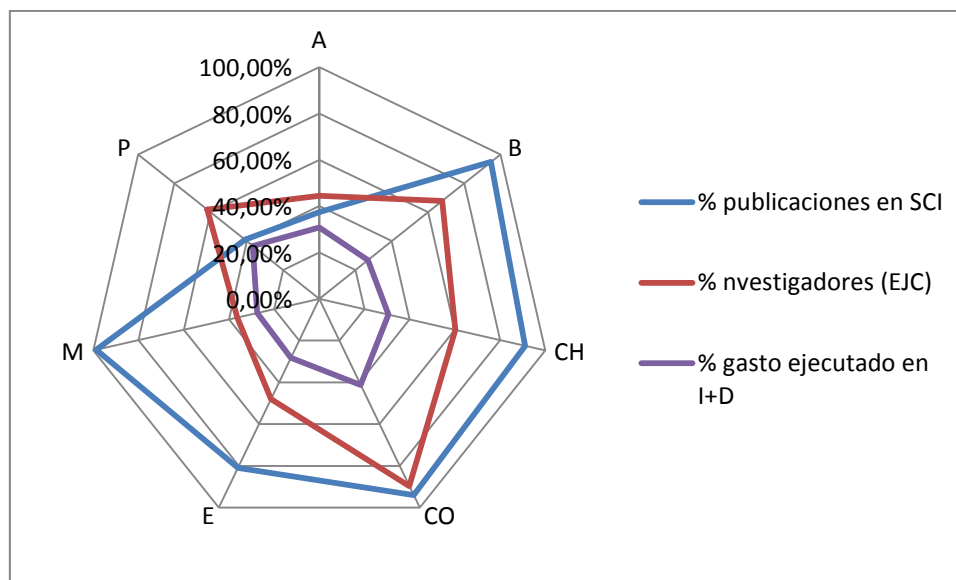 A
100,00%
80,00%
60,00%
40,00%
20,00%
0,00%
B
CH
CO
E
M
P
% publicaciones en SCI
% nvestigadores (EJC)
% gasto ejecutado en
I+D